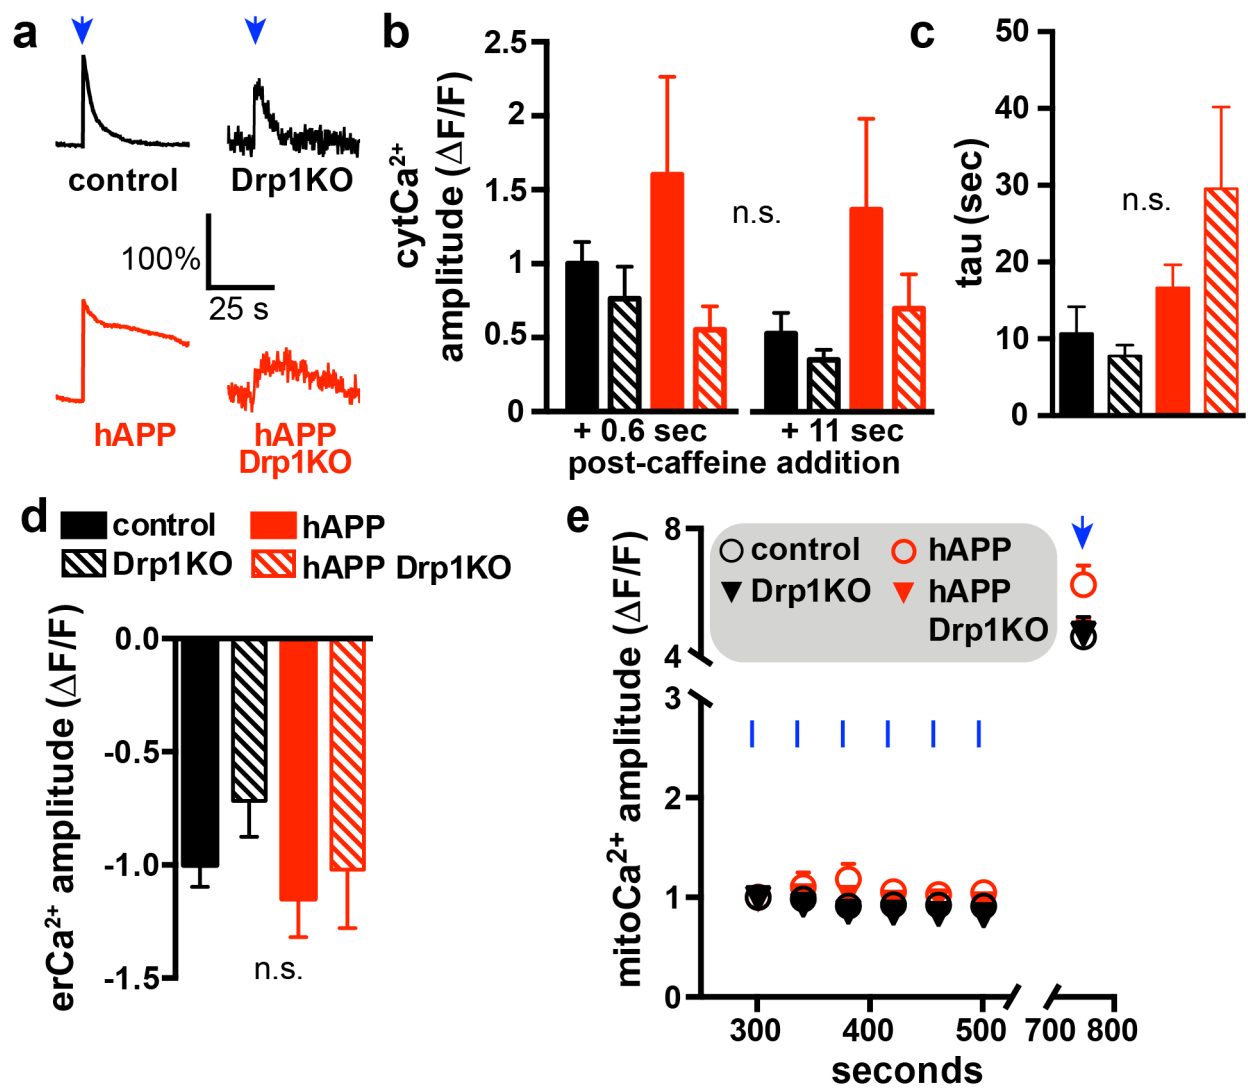 a
control
Drp1KO
100%
25 s
hAPP
hAPP
Drp1KO
b
cytCa²⁺
amplitude (ΔF/F)
2.5
2
1.5
1
0.5
0
n.s.
+ 0.6 sec
+ 11 sec
post-caffeine addition
c
tau (sec)
50
40
30
20
10
0
n.s.
d
control
hAPP
Drp1KO
hAPP Drp1KO
erCa²⁺ amplitude (ΔF/F)
0.0
-0.5
-1.0
-1.5
n.s.
e
mitoCa²⁺ amplitude (ΔF/F)
8
4
3
2
1
0
control
hAPP
Drp1KO
hAPP
Drp1KO
300
400
500
700
800
seconds